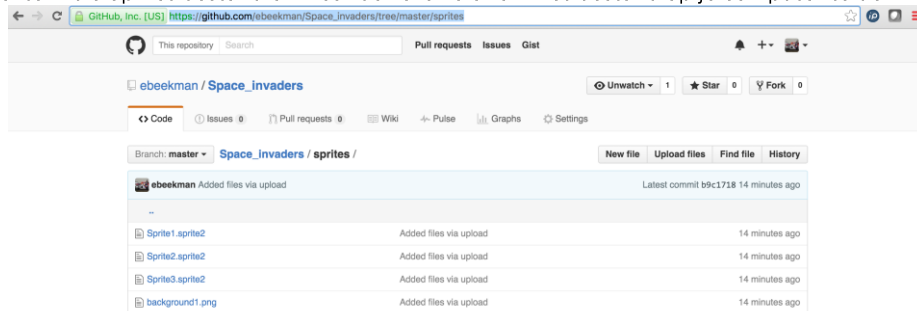 GitHub, Inc. [US] https://github.com/ebeekman/Space_invaders/tree/master/sprites
This repository Search Pull requests Issues Gist
ebeekman / Space_invaders Unwatch 1 Star 0 Fork 0
Code Issues 0 Pull requests 0 Wiki Pulse Graphs Settings
Branch: master Space_invaders / sprites / New file Upload files Find file History
ebeekman Added files via upload Latest commit b9c1718 14 minutes ago
..
Sprite1.sprite2 Added files via upload 14 minutes ago
Sprite2.sprite2 Added files via upload 14 minutes ago
Sprite3.sprite2 Added files via upload 14 minutes ago
background1.png Added files via upload 14 minutes ago